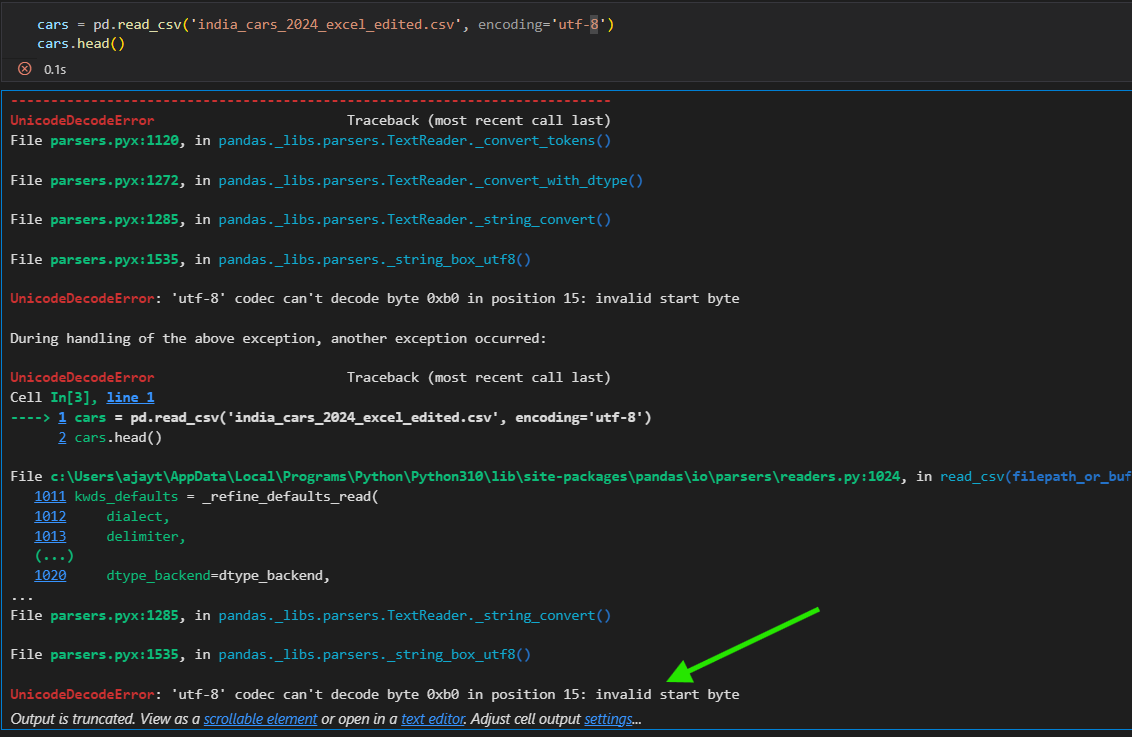 cars = pd.read_csv('india_cars_2024_excel_edited.csv', encoding='utf-8')
cars.head()
0.1s
---------------------------------------------------------------------------
UnicodeDecodeError                        Traceback (most recent call last)
File parsers.pyx:1120, in pandas._libs.parsers.TextReader._convert_tokens()
File parsers.pyx:1272, in pandas._libs.parsers.TextReader._convert_with_dtype()
File parsers.pyx:1285, in pandas._libs.parsers.TextReader._string_convert()
File parsers.pyx:1535, in pandas._libs.parsers._string_box_utf8()
UnicodeDecodeError: 'utf-8' codec can't decode byte 0xb0 in position 15: invalid start byte
During handling of the above exception, another exception occurred:
UnicodeDecodeError                        Traceback (most recent call last)
Cell In[3], line 1
----> 1 cars = pd.read_csv('india_cars_2024_excel_edited.csv', encoding='utf-8')
      2 cars.head()
File c:\Users\ajayt\AppData\Local\Programs\Python\Python310\lib\site-packages\pandas\io\parsers\readers.py:1024, in read_csv(filepath_or_buf
   1011 kwds_defaults = _refine_defaults_read(
   1012     dialect,
   1013     delimiter,
   (...)
   1020     dtype_backend=dtype_backend,
...
File parsers.pyx:1285, in pandas._libs.parsers.TextReader._string_convert()
File parsers.pyx:1535, in pandas._libs.parsers._string_box_utf8()
UnicodeDecodeError: 'utf-8' codec can't decode byte 0xb0 in position 15: invalid start byte
Output is truncated. View as a scrollable element or open in a text editor. Adjust cell output settings...